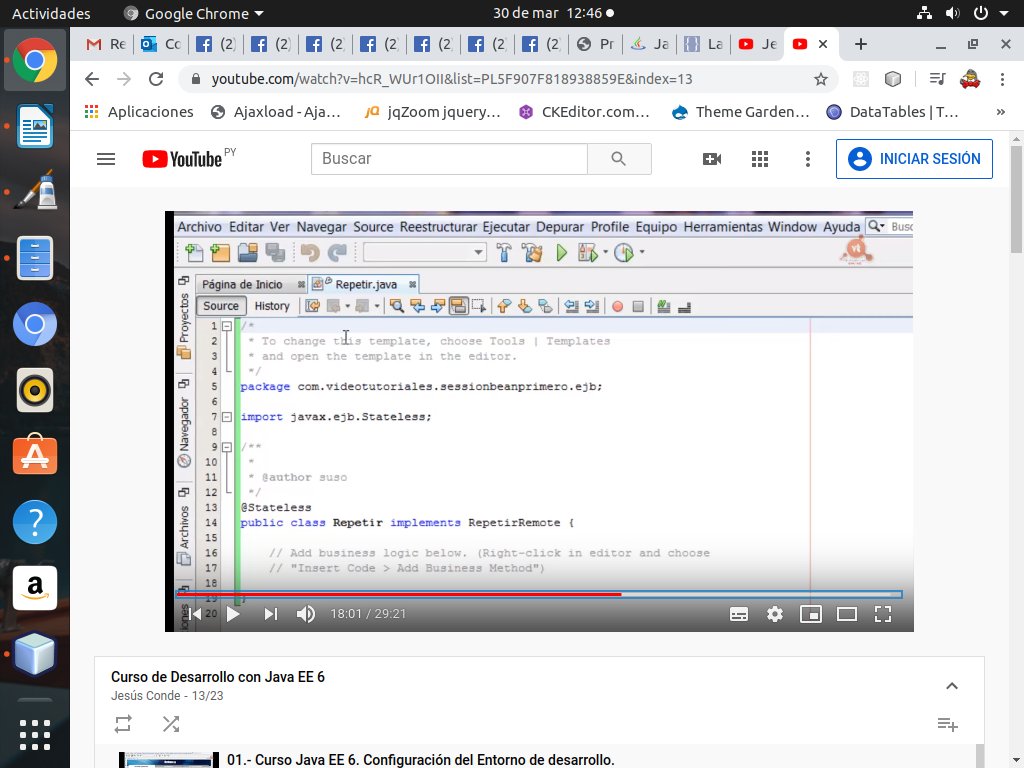 Actividades Google Chrome 30 de mar 12:46
Re Co (2) (2) (2) (2) (2) (2) (2) Pr Ja La Je
youtube.com/watch?v=hcR_WUr1OII&list=PL5F907F818938859E&index=13
Aplicaciones Ajaxload - Aja... jqZoom jquery... CKEditor.com... Theme Garden... DataTables | T... »
YouTube PY Buscar INICIAR SESIÓN
Archivo Editar Ver Navegar Source Reestructurar Ejecutar Depurar Profile Equipo Herramientas Window Ayuda Busc
Página de Inicio Repetir.java
Source History
Proyectos
Navegador
Archivos
1 /*
2 * To change this template, choose Tools | Templates
3 * and open the template in the editor.
4 */
5 package com.videotutoriales.sessionbeanprimero.ejb;
6
7 import javax.ejb.Stateless;
8
9 /**
10 *
11 * @author suso
12 */
13 @Stateless
14 public class Repetir implements RepetirRemote {
15
16 // Add business logic below. (Right-click in editor and choose
17 // "Insert Code > Add Business Method")
18
19 }
20
18:01 / 29:21
Curso de Desarrollo con Java EE 6
Jesús Conde - 13/23
01.- Curso Java EE 6. Configuración del Entorno de desarrollo.